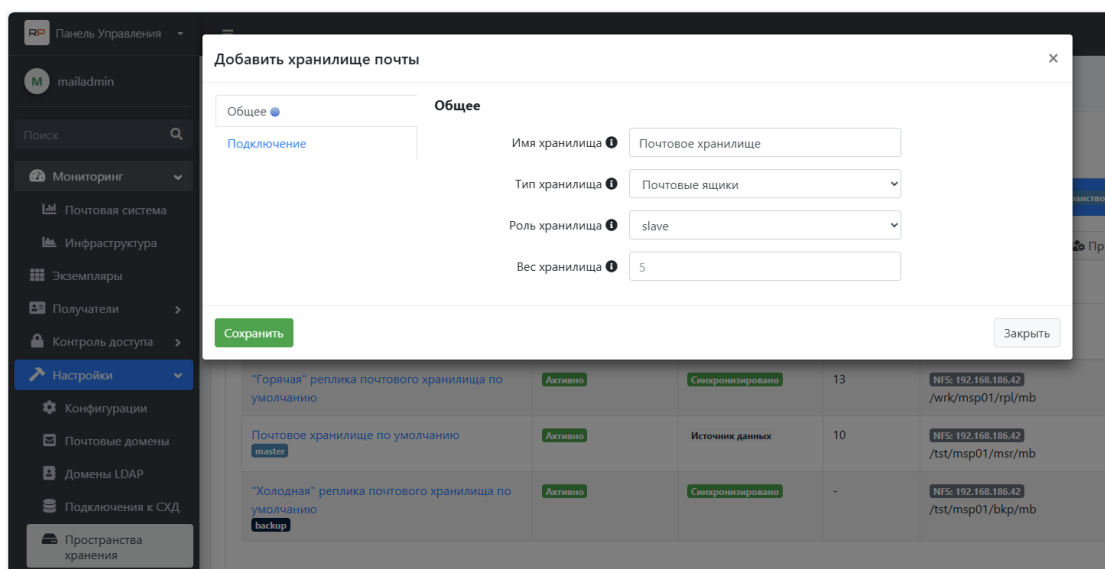 RP Панель Управления
M mailadmin
Поиск
Мониторинг
Почтовая система
Инфраструктура
Экземпляры
Получатели
Контроль доступа
Настройки
Конфигурации
Почтовые домены
Домены LDAP
Подключения к СХД
Пространства
хранения
Добавить хранилище почты
×
Общее
Подключение
Общее
Имя хранилища Почтовое хранилище
Тип хранилища Почтовые ящики
Роль хранилища slave
Вес хранилища 5
Сохранить
Закрыть
"Горячая" реплика почтового хранилища по
умолчанию
Активно
Синхронизировано
13
NFS: 192.168.186.42
/wrk/msp01/rpl/mb
Почтовое хранилище по умолчанию
master
Активно
Источник данных
10
NFS: 192.168.186.42
/tst/msp01/msr/mb
"Холодная" реплика почтового хранилища по
умолчанию
backup
Активно
Синхронизировано
-
NFS: 192.168.186.42
/tst/msp01/bkp/mb